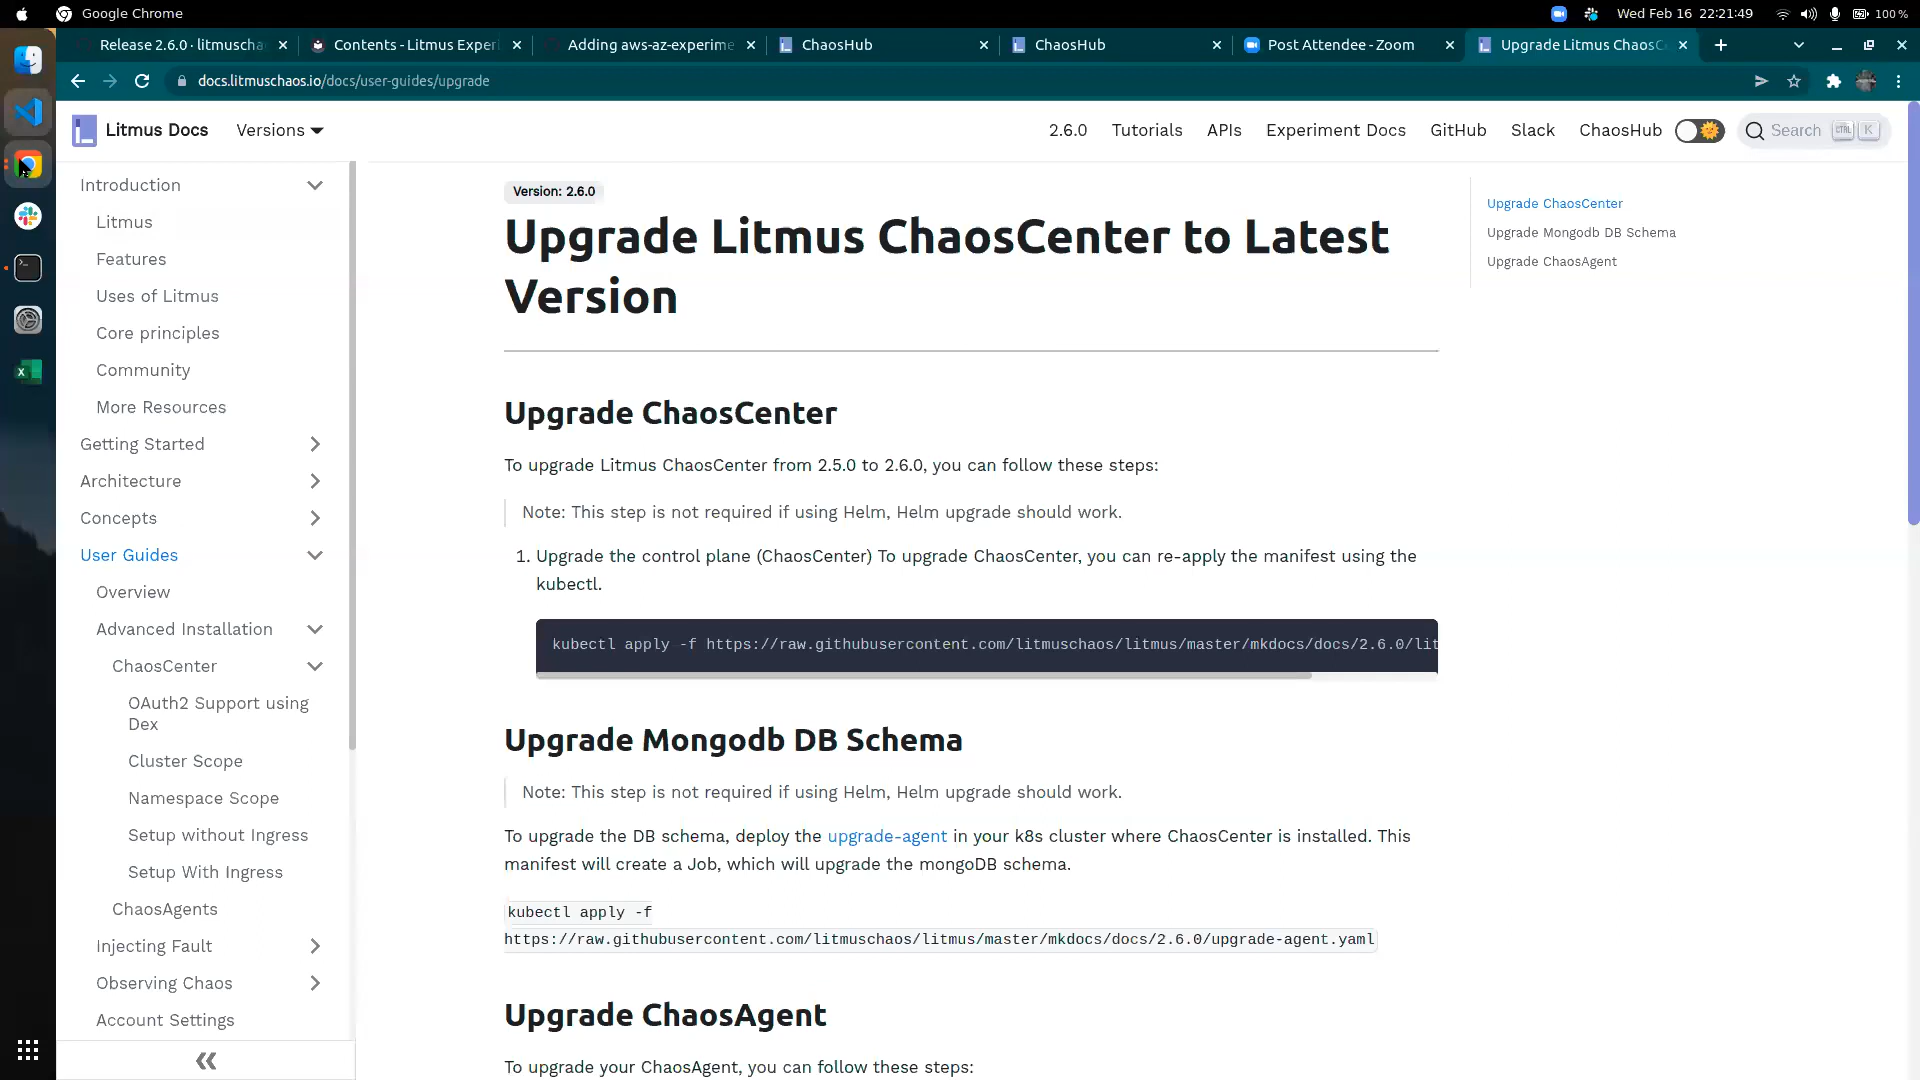 Google Chrome
Wed Feb 16 22:21:49
100 %
Release 2.6.0 · litmuscha
Contents - Litmus Experi
Adding aws-az-experime
ChaosHub
ChaosHub
Post Attendee - Zoom
Upgrade Litmus ChaosC
docs.litmuschaos.io/docs/user-guides/upgrade
Litmus Docs
Versions
2.6.0
Tutorials
APIs
Experiment Docs
GitHub
Slack
ChaosHub
Search
CTRL
K
Introduction
Litmus
Features
Uses of Litmus
Core principles
Community
More Resources
Getting Started
Architecture
Concepts
User Guides
Overview
Advanced Installation
ChaosCenter
OAuth2 Support using
Dex
Cluster Scope
Namespace Scope
Setup without Ingress
Setup With Ingress
ChaosAgents
Injecting Fault
Observing Chaos
Account Settings
Version: 2.6.0
Upgrade Litmus ChaosCenter to Latest
Version
Upgrade ChaosCenter
To upgrade Litmus ChaosCenter from 2.5.0 to 2.6.0, you can follow these steps:
Note: This step is not required if using Helm, Helm upgrade should work.
1. Upgrade the control plane (ChaosCenter) To upgrade ChaosCenter, you can re-apply the manifest using the
kubectl.
kubectl apply -f https://raw.githubusercontent.com/litmuschaos/litmus/master/mkdocs/docs/2.6.0/lit
Upgrade Mongodb DB Schema
Note: This step is not required if using Helm, Helm upgrade should work.
To upgrade the DB schema, deploy the upgrade-agent in your k8s cluster where ChaosCenter is installed. This
manifest will create a Job, which will upgrade the mongoDB schema.
kubectl apply -f
https://raw.githubusercontent.com/litmuschaos/litmus/master/mkdocs/docs/2.6.0/upgrade-agent.yaml
Upgrade ChaosAgent
To upgrade your ChaosAgent, you can follow these steps:
Upgrade ChaosCenter
Upgrade Mongodb DB Schema
Upgrade ChaosAgent